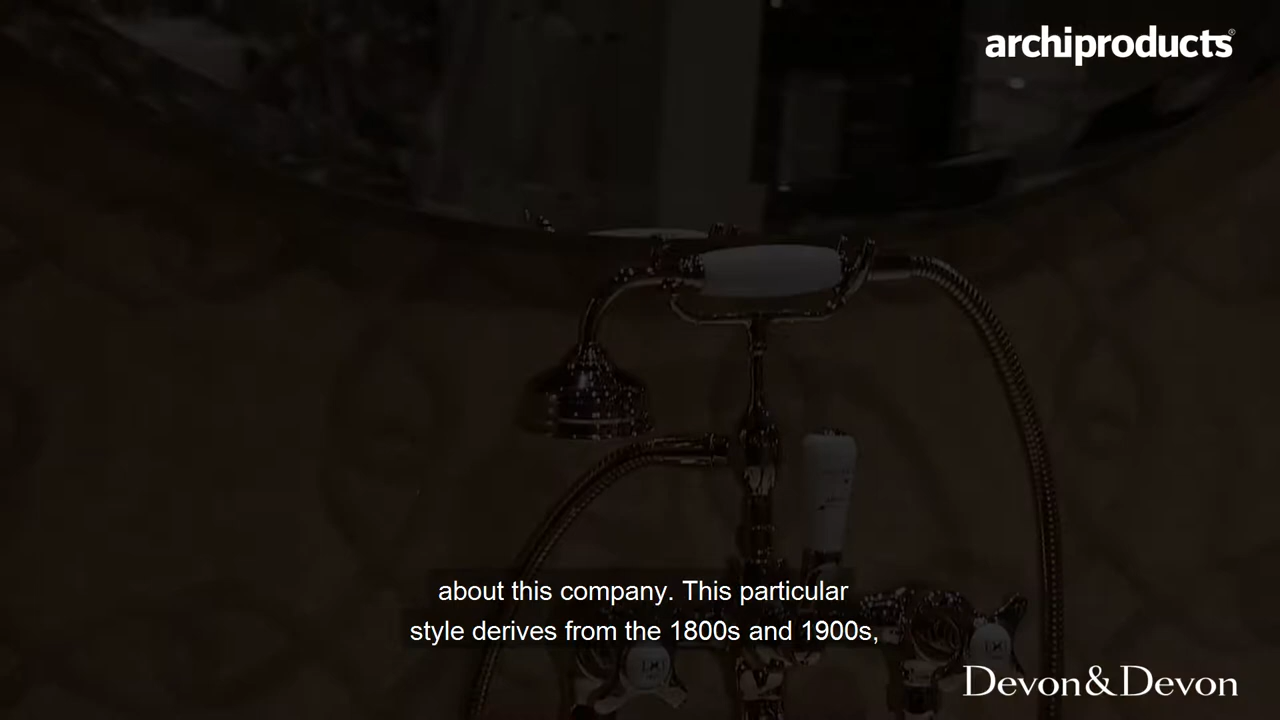 archiproducts®
about this company. This particular
style derives from the 1800s and 1900s,
Devon&Devon